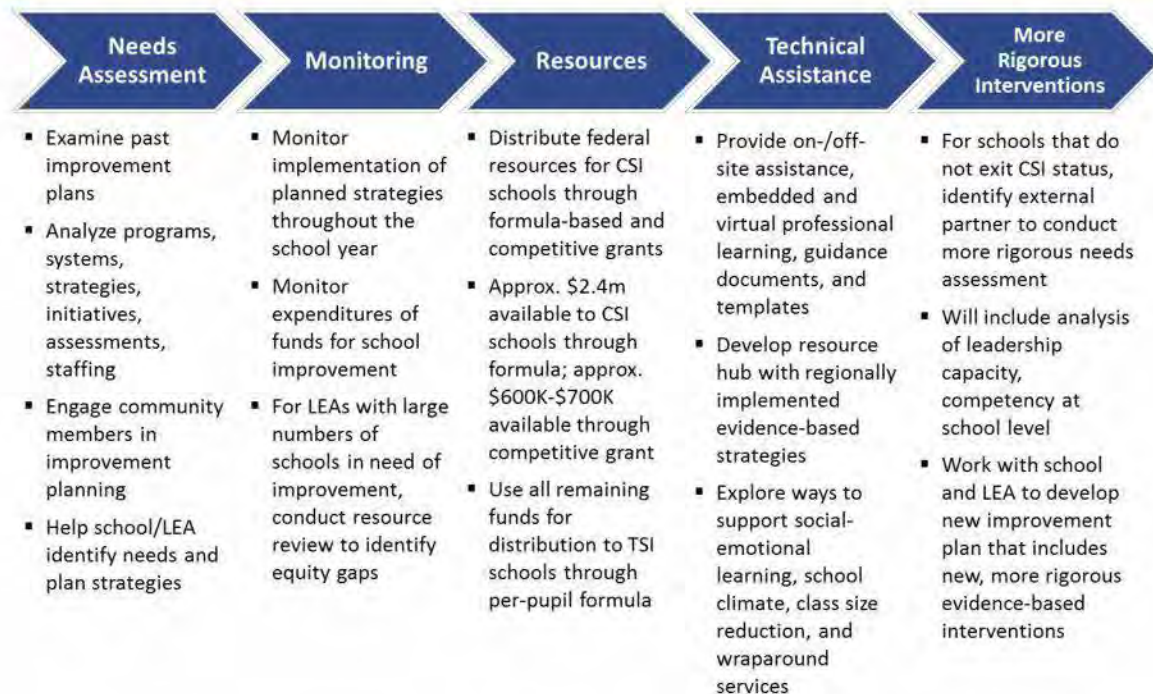 Needs
Assessment
▪ Examine past
improvement
plans
▪ Analyze programs,
systems,
strategies,
initiatives,
assessments,
staffing
▪ Engage community
members in
improvement
planning
▪ Help school/LEA
identify needs and
plan strategies
Monitoring
▪ Monitor
implementation of
planned strategies
throughout the
school year
▪ Monitor
expenditures of
funds for school
improvement
▪ For LEAs with large
numbers of
schools in need of
improvement,
conduct resource
review to identify
equity gaps
Resources
▪ Distribute federal
resources for CSI
schools through
formula-based and
competitive grants
▪ Approx. $2.4m
available to CSI
schools through
formula; approx.
$600K-$700K
available through
competitive grant
▪ Use all remaining
funds for
distribution to TSI
schools through
per-pupil formula
Technical
Assistance
▪ Provide on-/off-
site assistance,
embedded and
virtual professional
learning, guidance
documents, and
templates
▪ Develop resource
hub with regionally
implemented
evidence-based
strategies
▪ Explore ways to
support social-
emotional
learning, school
climate, class size
reduction, and
wraparound
services
More
Rigorous
Interventions
▪ For schools that do
not exit CSI status,
identify external
partner to conduct
more rigorous needs
assessment
▪ Will include analysis
of leadership
capacity,
competency at
school level
▪ Work with school
and LEA to develop
new improvement
plan that includes
new, more rigorous
evidence-based
interventions